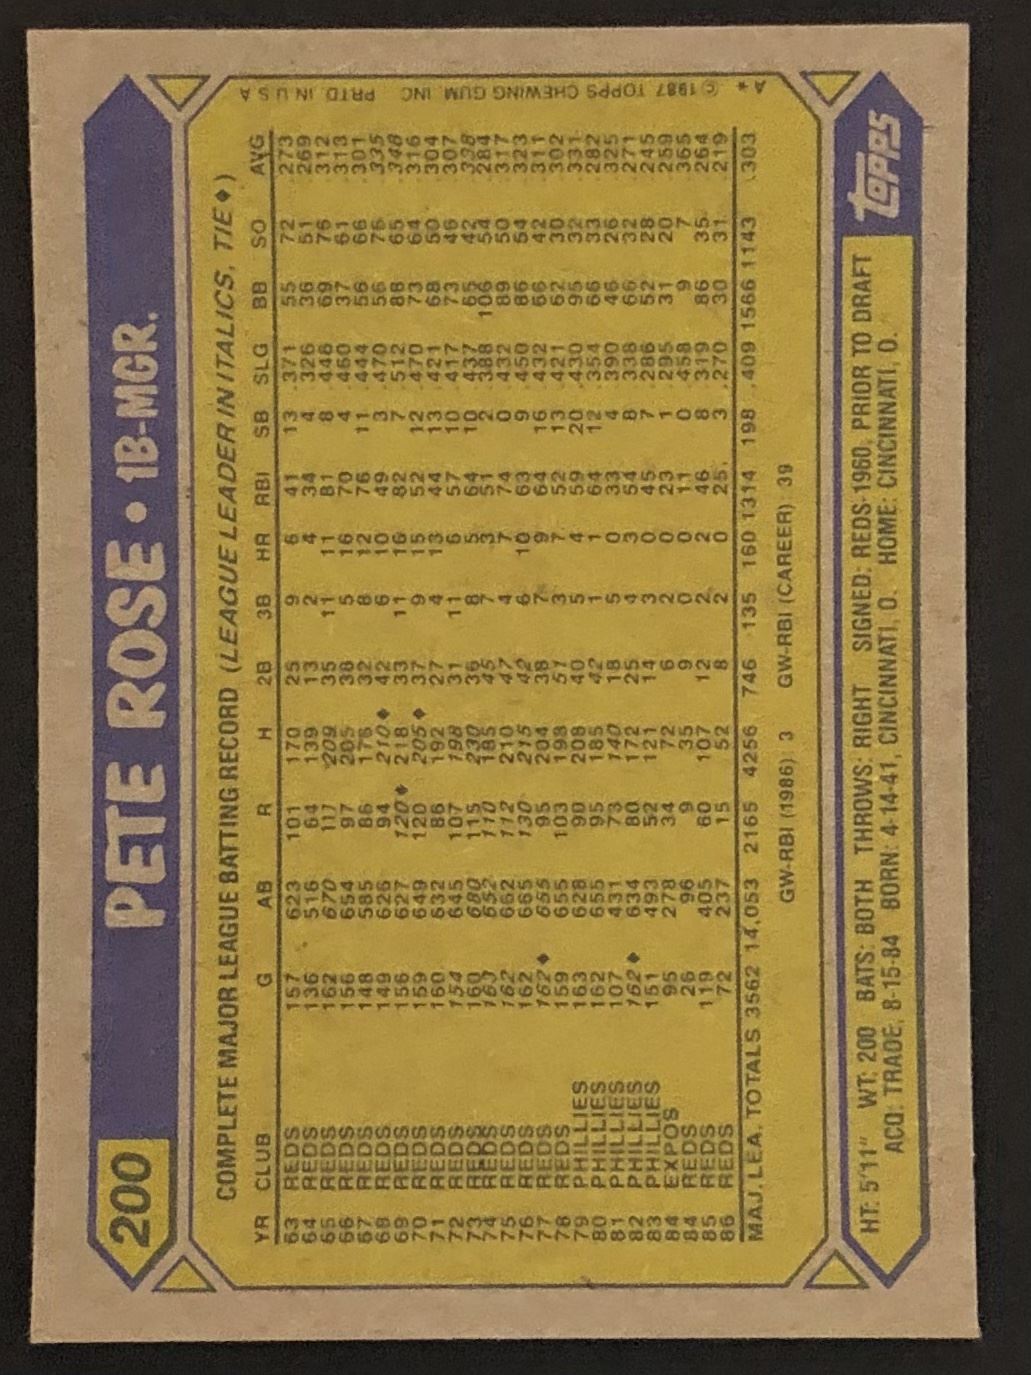 200 PETE ROSE • 1B-MGR.
COMPLETE MAJOR LEAGUE BATTING RECORD (LEAGUE LEADER IN ITALICS, TIE ♦)
YR CLUB G AB R H 2B 3B HR RBI SB SLG BB SO AVG
63 REDS 157 623 101 170 25 9 6 41 13 .371 55 72 .273
64 REDS 136 516 64 139 13 2 4 34 4 .326 36 51 .269
65 REDS 162 670 117 209 35 11 11 81 8 .446 69 76 .312
66 REDS 156 654 97 205 38 5 16 70 4 .460 37 61 .313
67 REDS 148 585 86 176 32 8 12 76 11 .444 56 66 .301
68 REDS 149 626 94 210♦ 42 6 10 49 3 .470 56 76 .335
69 REDS 156 627 120♦ 218 33 11 16 82 7 .512 88 65 .348
70 REDS 159 649 120 205♦ 37 9 15 52 12 .470 73 64 .316
71 REDS 160 632 86 192 27 4 13 44 13 .421 68 50 .304
72 REDS 154 645 107 198 31 11 6 57 10 .417 73 46 .307
73 REDS 160 680 115 230 36 8 5 64 10 .437 65 42 .338
74 REDS 163 652 110 185 45 7 3 51 2 .388 106 54 .284
75 REDS 162 662 112 210 47 4 7 74 0 .432 89 50 .317
76 REDS 162 665 130 215 42 6 10 63 9 .450 86 54 .323
77 REDS 162♦ 655 95 204 38 7 9 64 16 .432 66 42 .311
78 REDS 159 655 103 198 51 3 7 52 13 .421 62 30 .302
79 PHILLIES 163 628 90 208 40 5 4 59 20 .430 95 32 .331
80 PHILLIES 162 655 95 185 42 1 1 64 12 .354 66 33 .282
81 PHILLIES 107 431 73 140 18 5 0 33 4 .390 46 26 .325
82 PHILLIES 162♦ 634 80 172 25 4 3 54 8 .338 66 32 .271
83 PHILLIES 151 493 52 121 14 3 0 45 7 .286 52 28 .245
84 EXPOS 95 278 34 72 6 2 0 23 1 .295 31 20 .259
84 REDS 26 96 9 35 9 0 0 11 0 .458 9 7 .365
85 REDS 119 405 60 107 12 2 2 46 8 .319 86 35 .264
86 REDS 72 237 15 52 8 2 0 25 3 .270 30 31 .219
MAJ. LEA. TOTALS 3562 14,053 2165 4256 746 135 160 1314 198 .409 1566 1143 .303
GW-RBI (1986): 3 GW-RBI (CAREER): 39
A* © 1987 TOPPS CHEWING GUM, INC. PRTD. IN U.S.A.
HT: 5'11" WT: 200 BATS: BOTH THROWS: RIGHT SIGNED: REDS-1960, PRIOR TO DRAFT
ACQ: TRADE, 8-15-84 BORN: 4-14-41, CINCINNATI, O. HOME: CINCINNATI, O.
topps